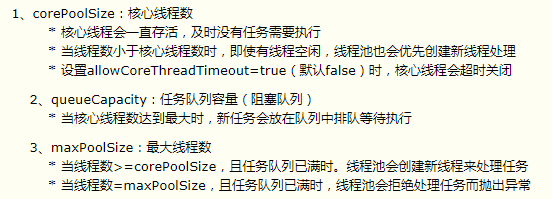 1、corePoolSize：核心线程数
* 核心线程会一直存活，及时没有任务需要执行
* 当线程数小于核心线程数时，即使有线程空闲，线程池也会优先创建新线程处理
* 设置allowCoreThreadTimeout=true（默认false）时，核心线程会超时关闭
2、queueCapacity：任务队列容量（阻塞队列）
* 当核心线程数达到最大时，新任务会放在队列中排队等待执行
3、maxPoolSize：最大线程数
* 当线程数>=corePoolSize，且任务队列已满时。线程池会创建新线程来处理任务
* 当线程数=maxPoolSize，且任务队列已满时，线程池会拒绝处理任务而抛出异常